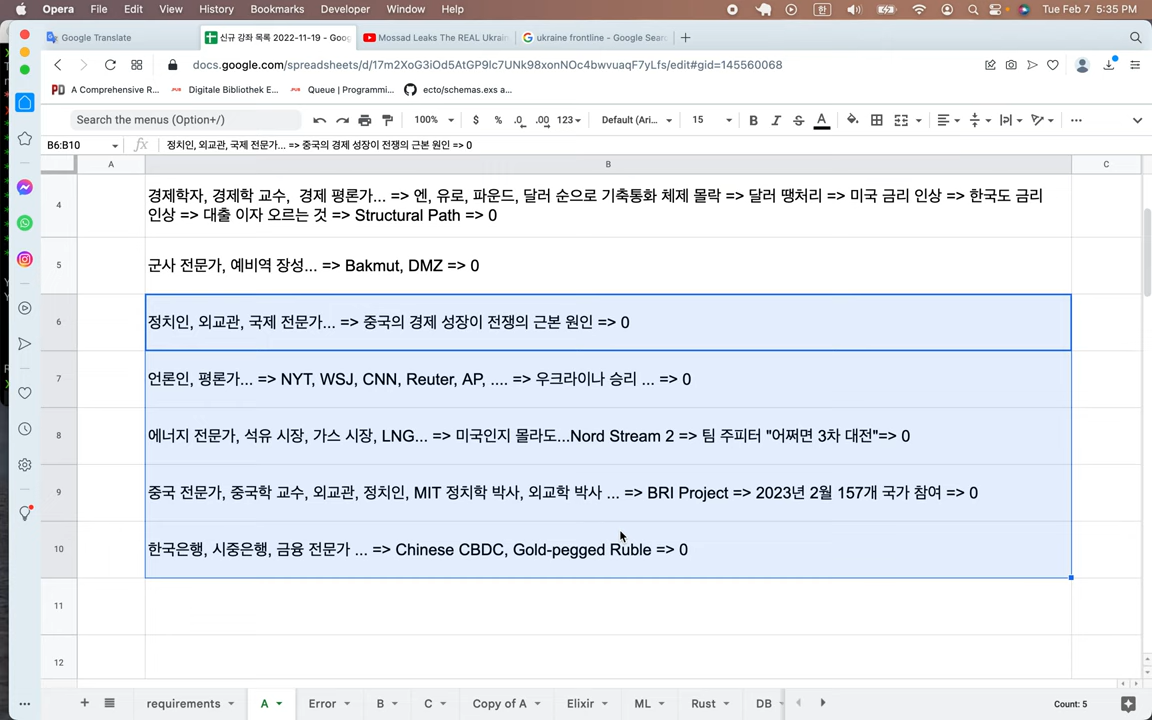 Opera File Edit View History Bookmarks Developer Window Help
한
Tue Feb 7 5:35 PM
Google Translate
신규 강좌 목록 2022-11-19 - Goog
Mossad Leaks The REAL Ukrain
ukraine frontline - Google Sear
docs.google.com/spreadsheets/d/17m2XoG3iOd5AtGP9lc7UNk98xonNOc4bwvuaqF7yLfs/edit#gid=145560068
A Comprehensive R...
Digitale Bibliothek E...
Queue | Programmi...
ecto/schemas.exs a...
Search the menus (Option+/)
100%
$ % .0 .00 123
Default (Ari...
15
B I S A
B6:B10
fx
정치인, 외교관, 국제 전문가... => 중국의 경제 성장이 전쟁의 근본 원인 => 0
A B C
4
경제학자, 경제학 교수, 경제 평론가... => 엔, 유로, 파운드, 달러 순으로 기축통화 체제 몰락 => 달러 땡처리 => 미국 금리 인상 => 한국도 금리
인상 => 대출 이자 오르는 것 => Structural Path => 0
5
군사 전문가, 예비역 장성... => Bakmut, DMZ => 0
6
정치인, 외교관, 국제 전문가... => 중국의 경제 성장이 전쟁의 근본 원인 => 0
7
언론인, 평론가... => NYT, WSJ, CNN, Reuter, AP, .... => 우크라이나 승리 ... => 0
8
에너지 전문가, 석유 시장, 가스 시장, LNG... => 미국인지 몰라도...Nord Stream 2 => 팀 주피터 "어쩌면 3차 대전"=> 0
9
중국 전문가, 중국학 교수, 외교관, 정치인, MIT 정치학 박사, 외교학 박사 ... => BRI Project => 2023년 2월 157개 국가 참여 => 0
10
한국은행, 시중은행, 금융 전문가 ... => Chinese CBDC, Gold-pegged Ruble => 0
11
12
requirements A Error B C Copy of A Elixir ML Rust DB
Count: 5